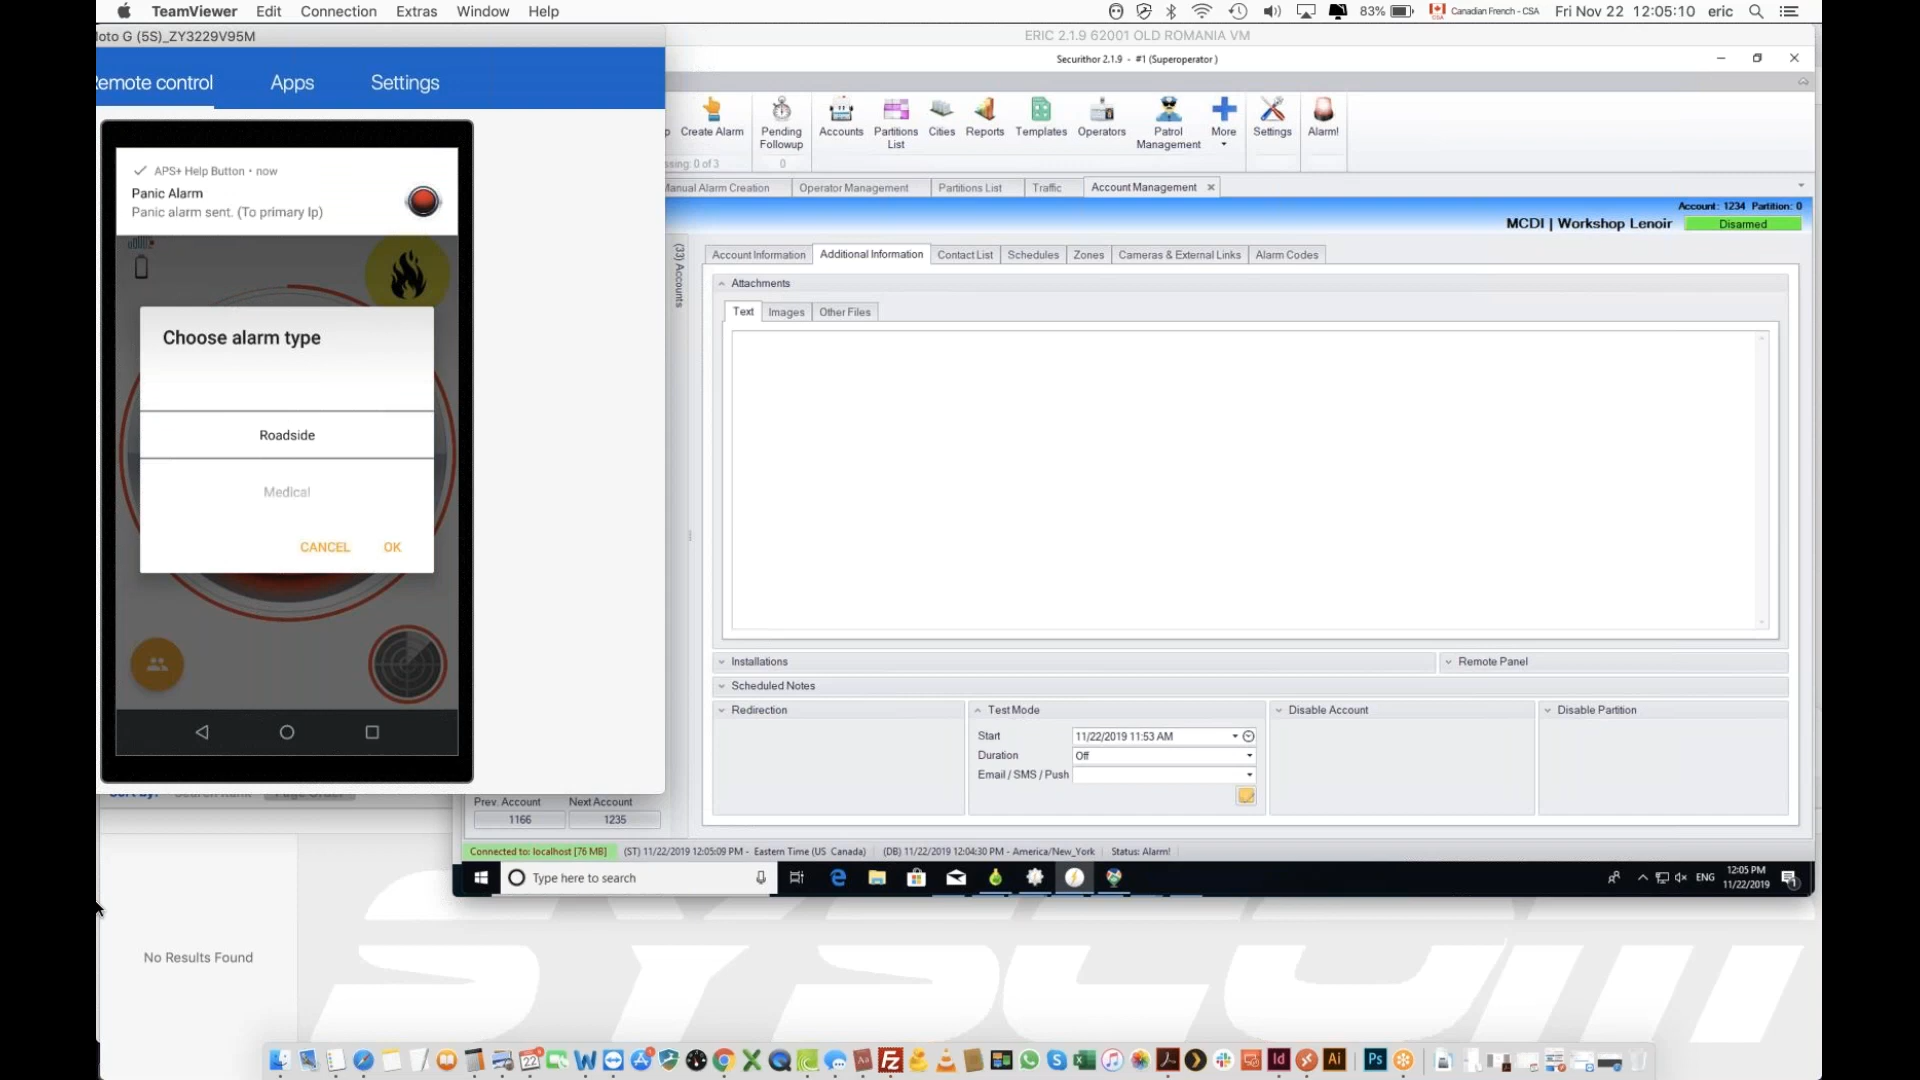 TeamViewer Edit Connection Extras Window Help
83% Canadian French - CSA Fri Nov 22 12:05:10 eric
oto G (5S)_ZY3229V95M
ERIC 2.1.9 62001 OLD ROMANIA VM
Securithor 2.1.9 - #1 (Superoperator )
emote control Apps Settings
Create Alarm
Pending Followup
Accounts
Partitions List
Cities
Reports
Templates
Operators
Patrol Management
More
Settings
Alarm!
ssing: 0 of 3
0
APS+ Help Button • now
Panic Alarm
Panic alarm sent. (To primary Ip)
anual Alarm Creation
Operator Management
Partitions List
Traffic
Account Management
Account: 1234 Partition: 0
MCDI | Workshop Lenoir
Disarmed
(33) Accounts
Account Information
Additional Information
Contact List
Schedules
Zones
Cameras & External Links
Alarm Codes
Attachments
Text
Images
Other Files
Choose alarm type
Roadside
Medical
CANCEL OK
Installations
Remote Panel
Scheduled Notes
Redirection
Test Mode
Disable Account
Disable Partition
Start 11/22/2019 11:53 AM
Duration Off
Email / SMS / Push
Prev. Account Next Account
1166 1235
Connected to: localhost [76 MB] (ST) 11/22/2019 12:05:09 PM - Eastern Time (US Canada) (DB) 11/22/2019 12:04:30 PM - America/New_York Status: Alarm!
Type here to search
ENG
12:05 PM
11/22/2019
No Results Found
SYSCOM